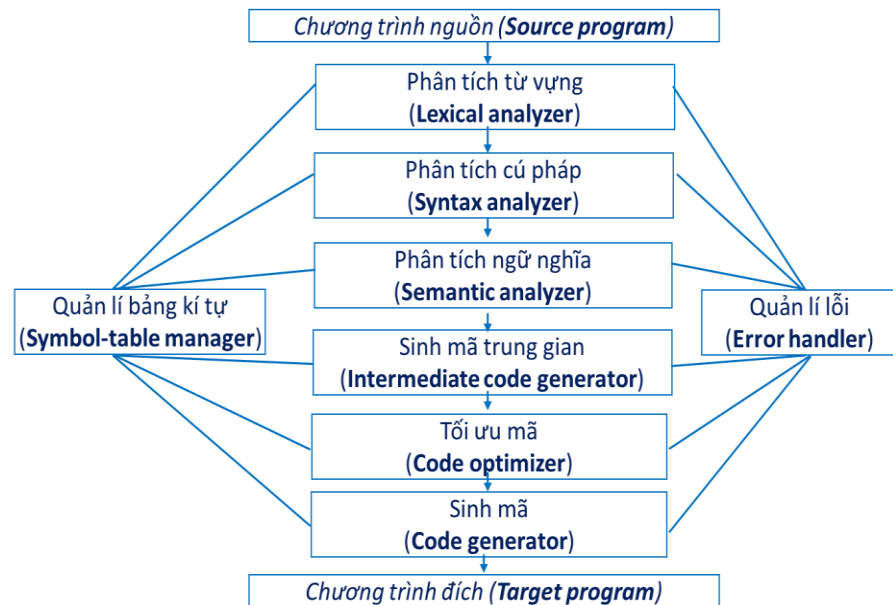 Chương trình nguồn (Source program)
Phân tích từ vựng
(Lexical analyzer)
Phân tích cú pháp
(Syntax analyzer)
Phân tích ngữ nghĩa
(Semantic analyzer)
Quản lí bảng kí tự
(Symbol-table manager)
Quản lí lỗi
(Error handler)
Sinh mã trung gian
(Intermediate code generator)
Tối ưu mã
(Code optimizer)
Sinh mã
(Code generator)
Chương trình đích (Target program)